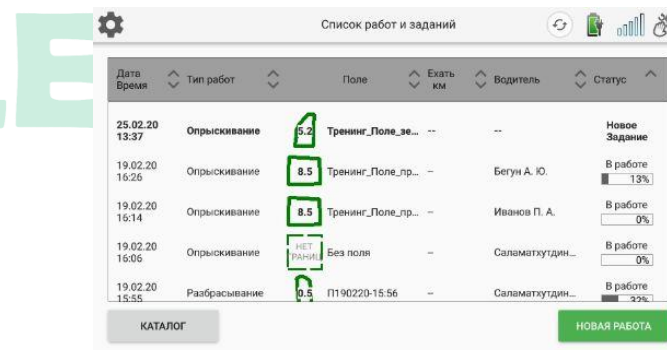 Список работ и заданий
Дата Время Тип работ Поле Ехать км Водитель Статус
25.02.20 13:37 Опрыскивание 5.2 Тренинг_Поле_зе... -- -- Новое Задание
19.02.20 16:26 Опрыскивание 8.5 Тренинг_Поле_пр... – Бегун А. Ю. В работе 13%
19.02.20 16:14 Опрыскивание 8.5 Тренинг_Поле_пр... – Иванов П. А. В работе 0%
19.02.20 16:06 Опрыскивание НЕТ ГРАНИЦ Без поля – Саламатхутдин... В работе 0%
19.02.20 15:55 Разбрасывание 0.5 П190220-15:56 – Саламатхутдин... В работе 32%
КАТАЛОГ НОВАЯ РАБОТА